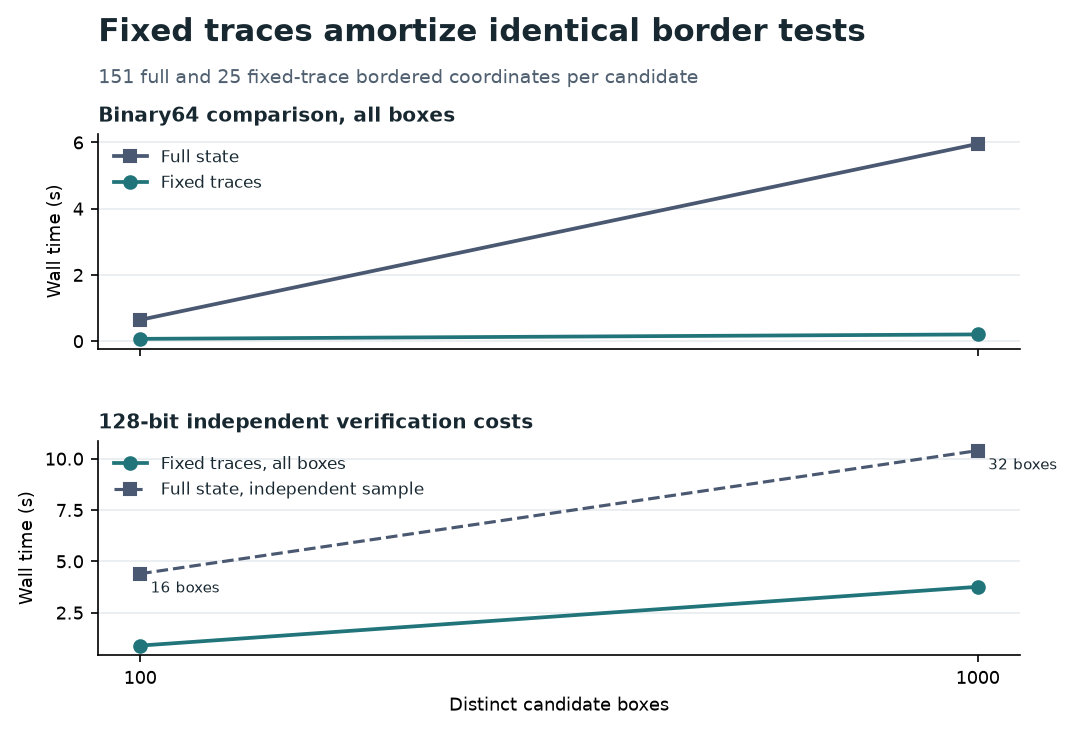 Fixed traces amortize identical border tests
151 full and 25 fixed-trace bordered coordinates per candidate
Binary64 comparison, all boxes
Full state
Fixed traces
Wall time (s)
6
4
2
0
128-bit independent verification costs
Fixed traces, all boxes
Full state, independent sample
Wall time (s)
10.0
7.5
5.0
2.5
32 boxes
16 boxes
100
1000
Distinct candidate boxes